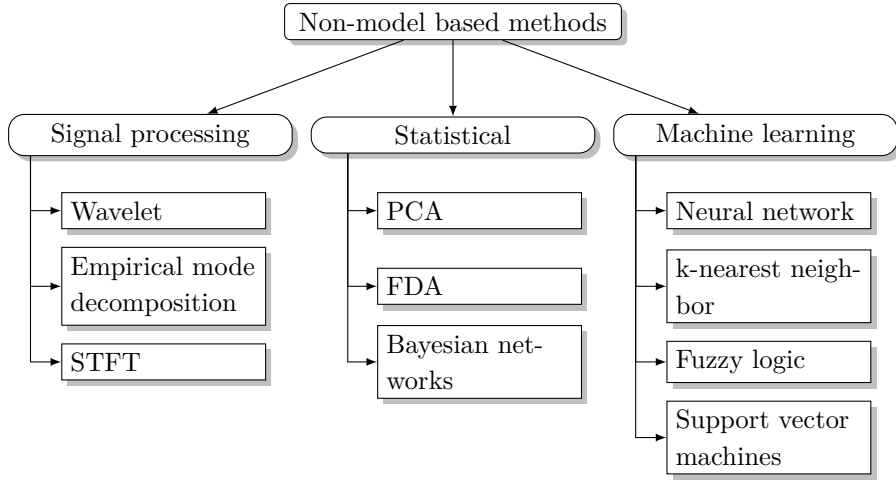 Non-model based methods
Signal processing
Wavelet
Empirical mode
decomposition
STFT
Statistical
PCA
FDA
Bayesian net-
works
Machine learning
Neural network
k-nearest neigh-
bor
Fuzzy logic
Support vector
machines